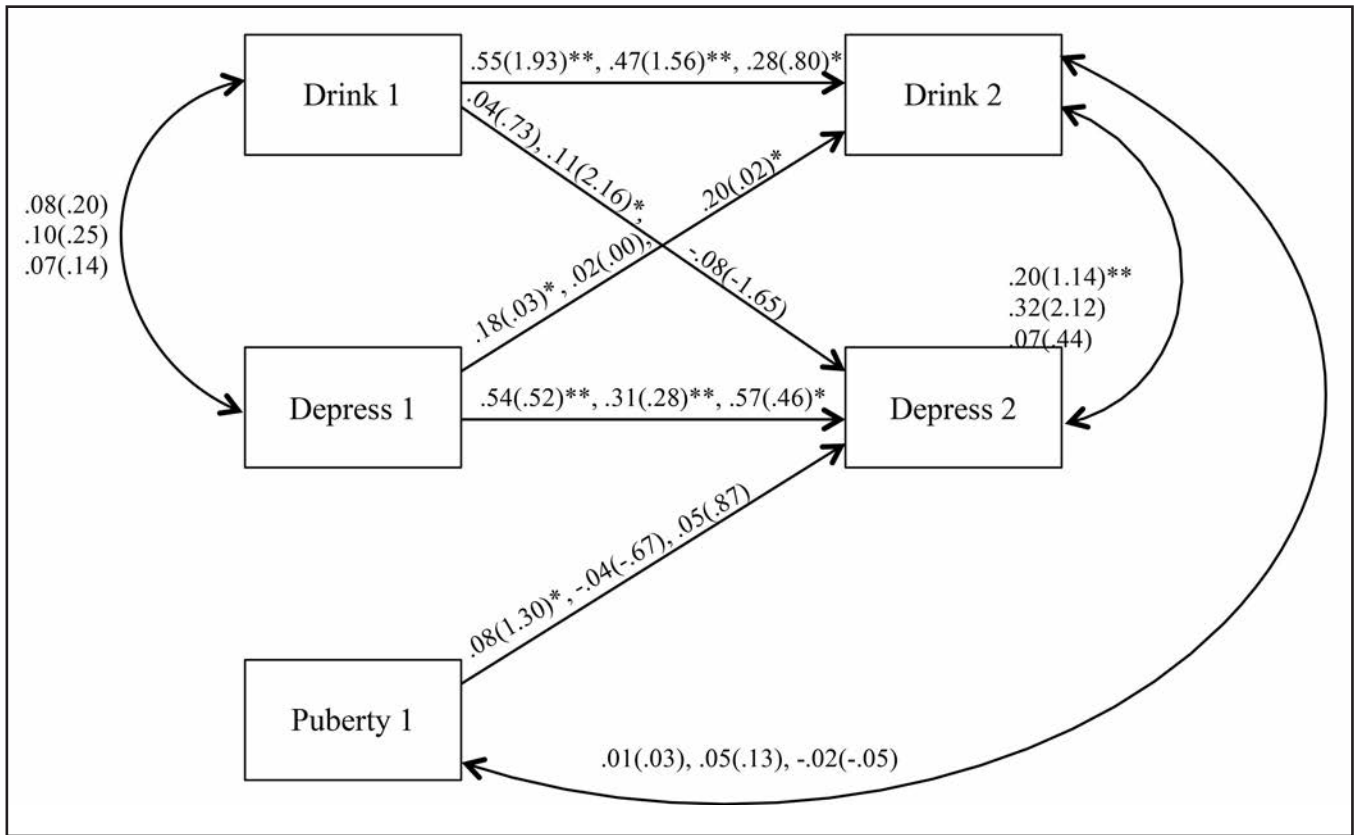 Drink 1
.55(1.93)**, .47(1.56)**, .28(.80)*
Drink 2
.04(.73), .11(2.16)*, -.08(-1.65)
.18(.03)*, .02(.00), .20(.02)*
.08(.20)
.10(.25)
.07(.14)
.20(1.14)**
.32(2.12)
.07(.44)
Depress 1
.54(.52)**, .31(.28)**, .57(.46)*
Depress 2
.08(1.30)*, -.04(-.67), .05(.87)
Puberty 1
.01(.03), .05(.13), -.02(-.05)